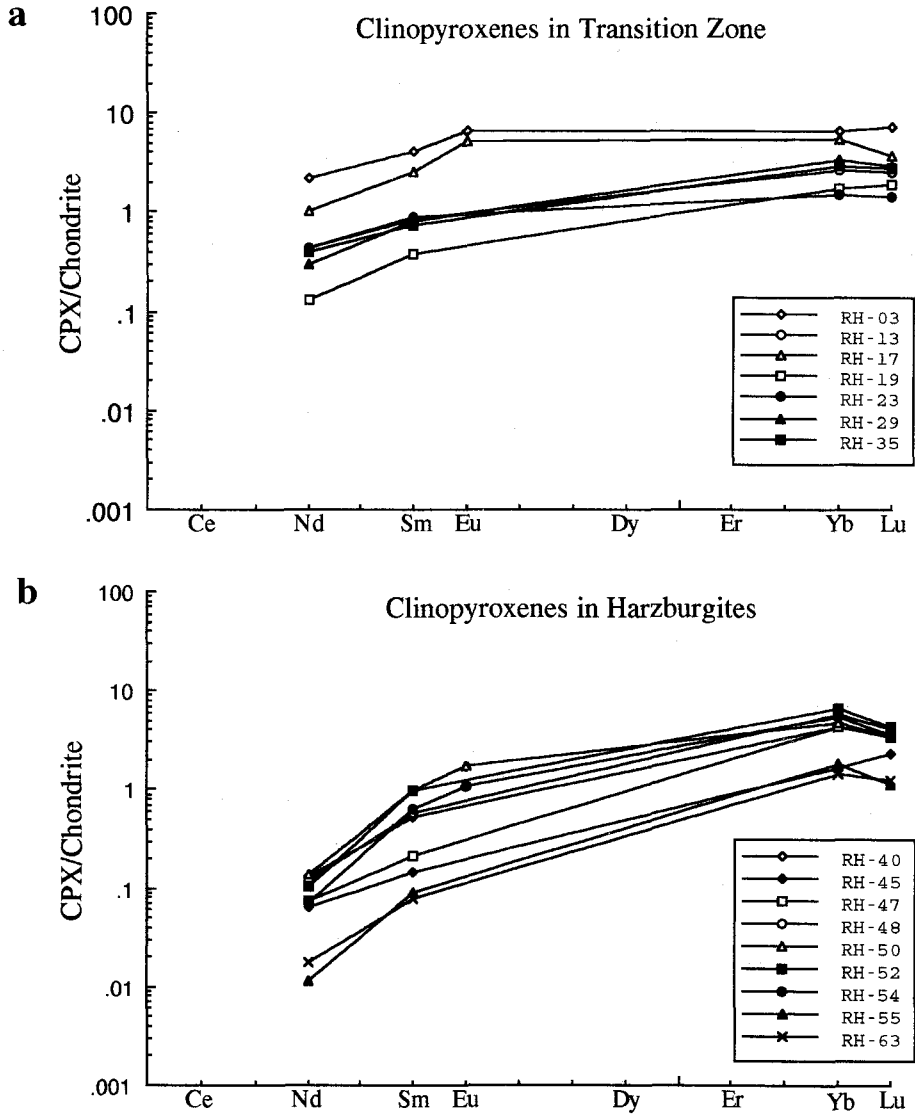 a
Clinopyroxenes in Transition Zone
100
10
1
.1
.01
.001
CPX/Chondrite
RH-03
RH-13
RH-17
RH-19
RH-23
RH-29
RH-35
Ce Nd Sm Eu Dy Er Yb Lu
b
Clinopyroxenes in Harzburgites
100
10
1
.1
.01
.001
CPX/Chondrite
RH-40
RH-45
RH-47
RH-48
RH-50
RH-52
RH-54
RH-55
RH-63
Ce Nd Sm Eu Dy Er Yb Lu